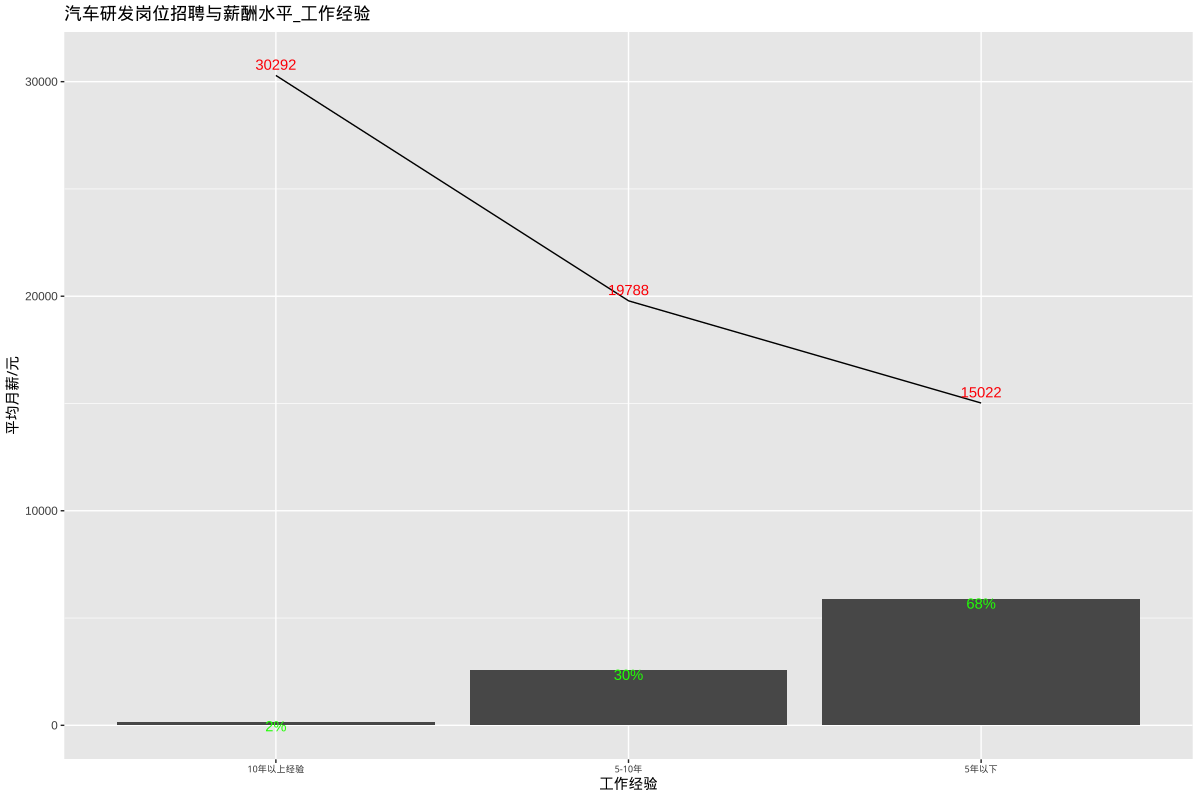 汽车研发岗位招聘与薪酬水平_工作经验
平均月薪/元
30000
20000
10000
0
30292
19788
15022
2%
30%
68%
10年以上经验
5-10年
5年以下
工作经验